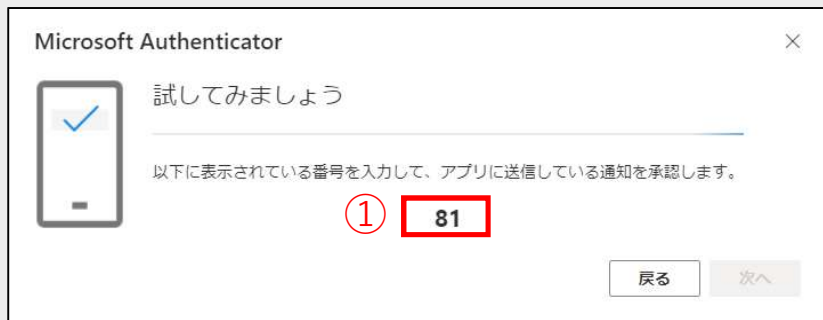 Microsoft Authenticator
試してみましょう
以下に表示されている番号を入力して、アプリに送信している通知を承認します。
① 81
戻る 次へ